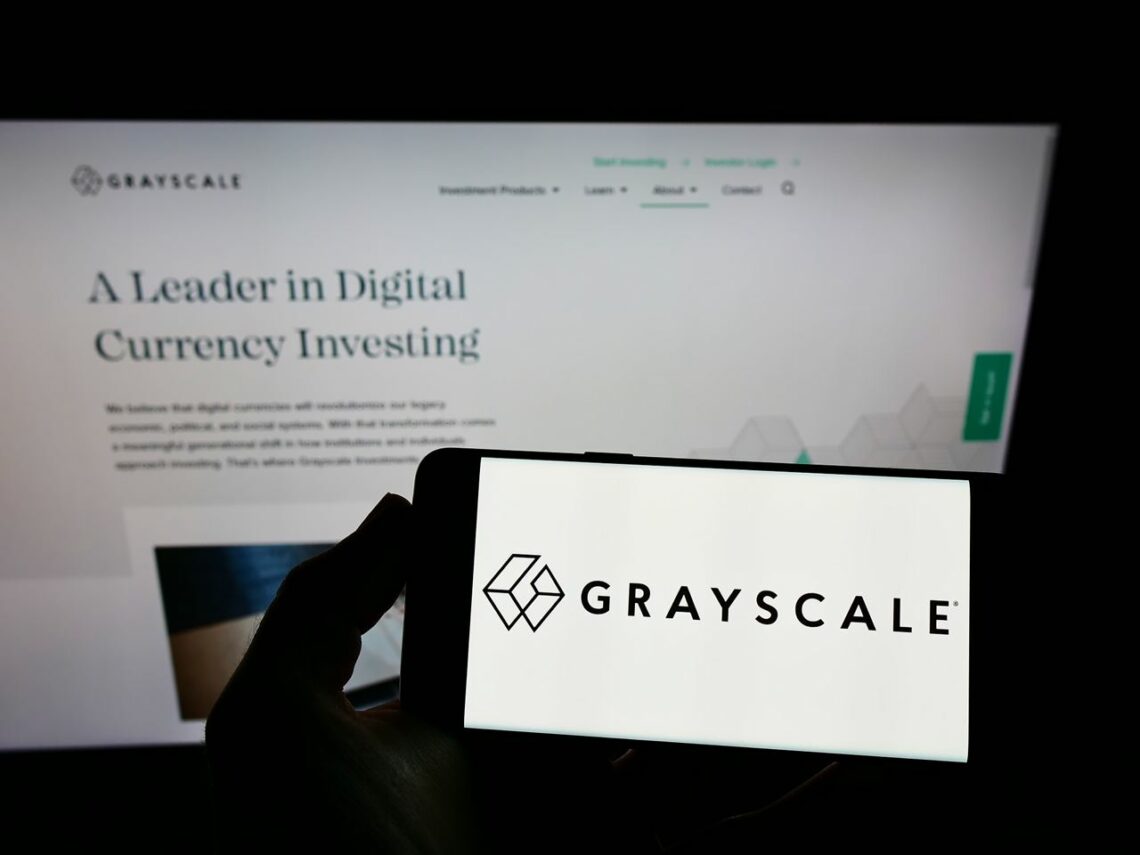 GRAYSCALE
Start Investing
Investor Login
Investment Products
Learn
About
Contact
A Leader in Digital
Currency Investing
We believe that digital currencies will revolutionize our legacy
economic, political, and social systems. With that transformation comes
a meaningful generational shift in how institutions and individuals
approach investing. That's where Grayscale Investments
GRAYSCALE®